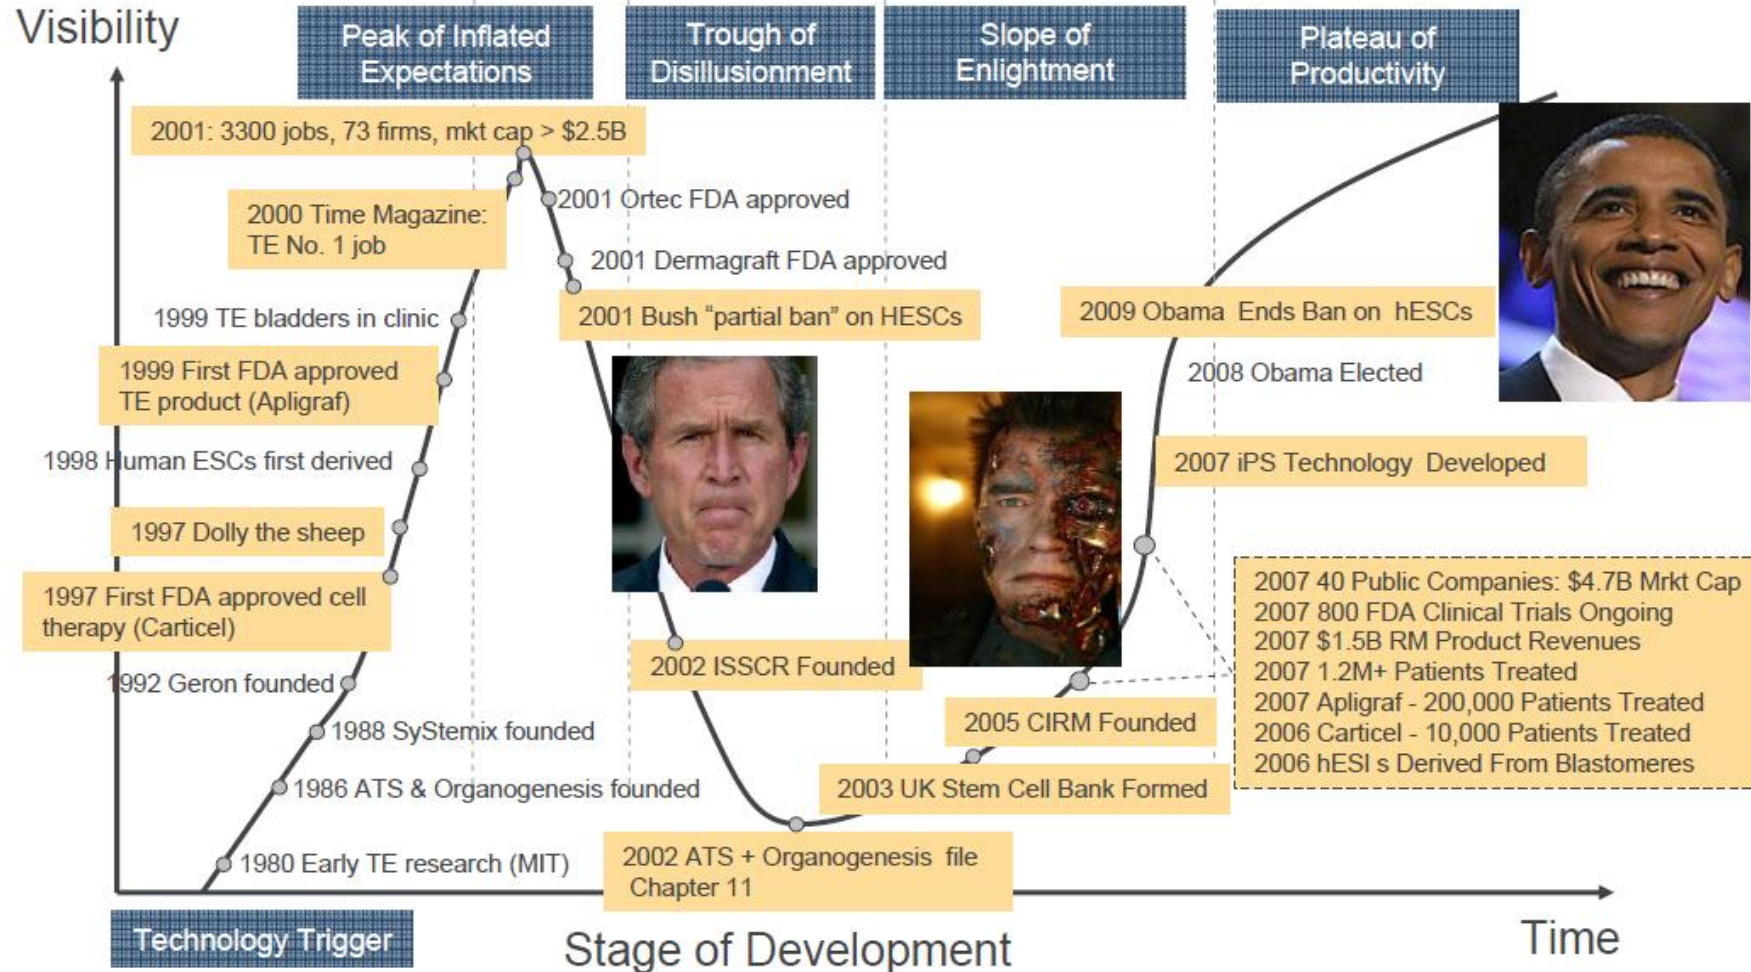 Visibility
Peak of Inflated
Expectations
Trough of
Disillusionment
Slope of
Enlightment
Plateau of
Productivity
2001: 3300 jobs, 73 firms, mkt cap > $2.5B
2000 Time Magazine:
TE No. 1 job
1999 TE bladders in clinic
1999 First FDA approved
TE product (Apligraf)
1998 Human ESCs first derived
1997 Dolly the sheep
1997 First FDA approved cell
therapy (Carticel)
1992 Geron founded
1988 SyStemix founded
1986 ATS & Organogenesis founded
1980 Early TE research (MIT)
2001 Ortec FDA approved
2001 Dermagraft FDA approved
2001 Bush “partial ban” on HESCs
2002 ISSCR Founded
2002 ATS + Organogenesis file
Chapter 11
2003 UK Stem Cell Bank Formed
2005 CIRM Founded
2009 Obama Ends Ban on hESCs
2008 Obama Elected
2007 iPS Technology Developed
2007 40 Public Companies: $4.7B Mrkt Cap
2007 800 FDA Clinical Trials Ongoing
2007 $1.5B RM Product Revenues
2007 1.2M+ Patients Treated
2007 Apligraf - 200,000 Patients Treated
2006 Carticel - 10,000 Patients Treated
2006 hESI s Derived From Blastomeres
Technology Trigger
Stage of Development
Time